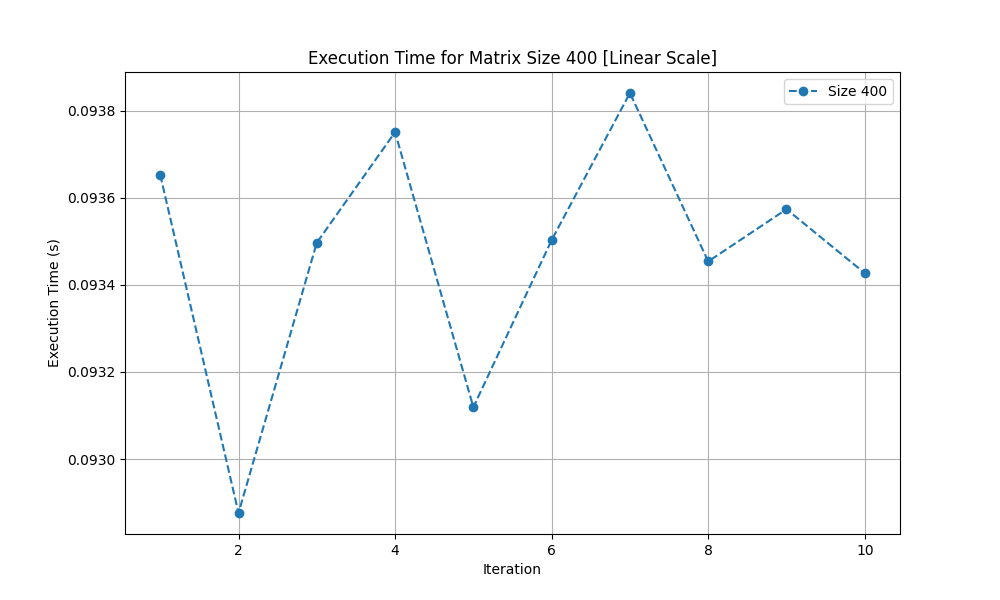 Execution Time for Matrix Size 400 [Linear Scale]
Size 400
0.0938
0.0936
0.0934
0.0932
0.0930
Execution Time (s)
2 4 6 8 10
Iteration